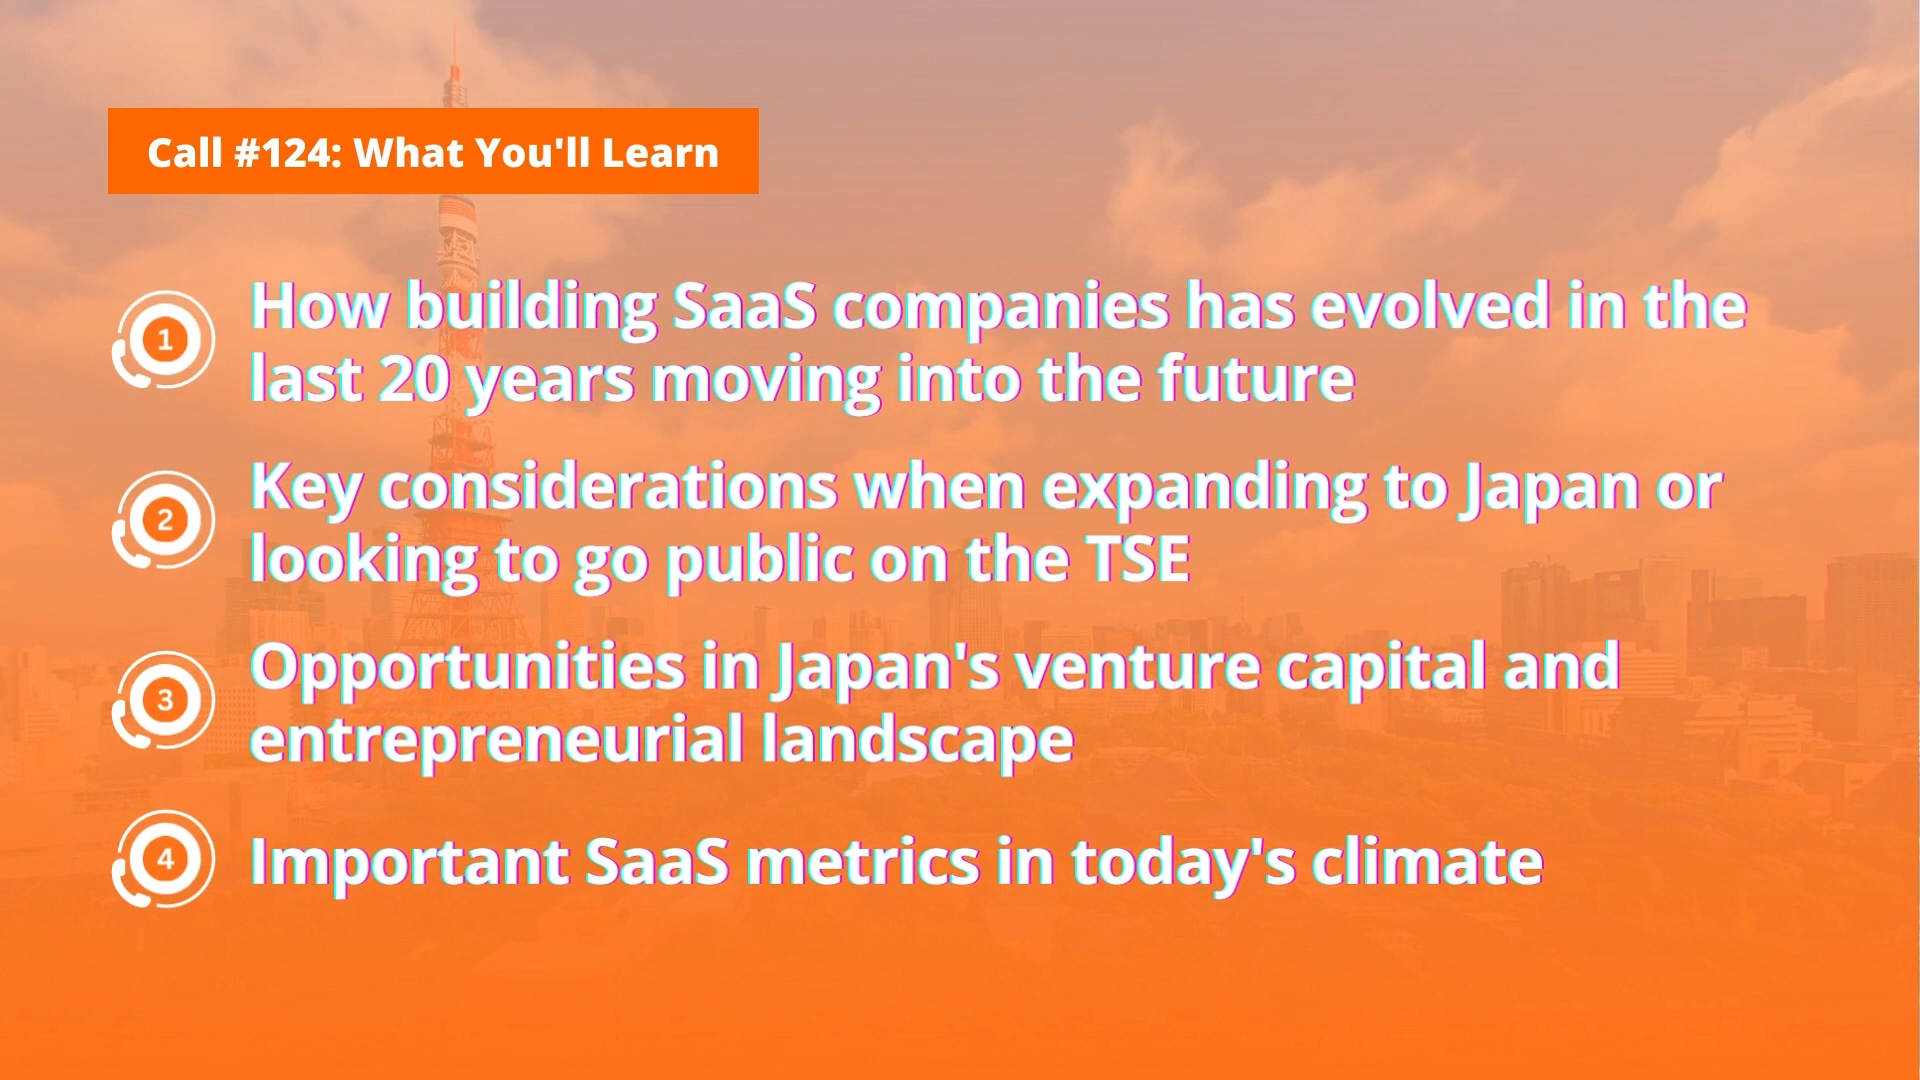 Call #124: What You'll Learn
1
How building SaaS companies has evolved in the
last 20 years moving into the future
2
Key considerations when expanding to Japan or
looking to go public on the TSE
3
Opportunities in Japan's venture capital and
entrepreneurial landscape
4
Important SaaS metrics in today's climate